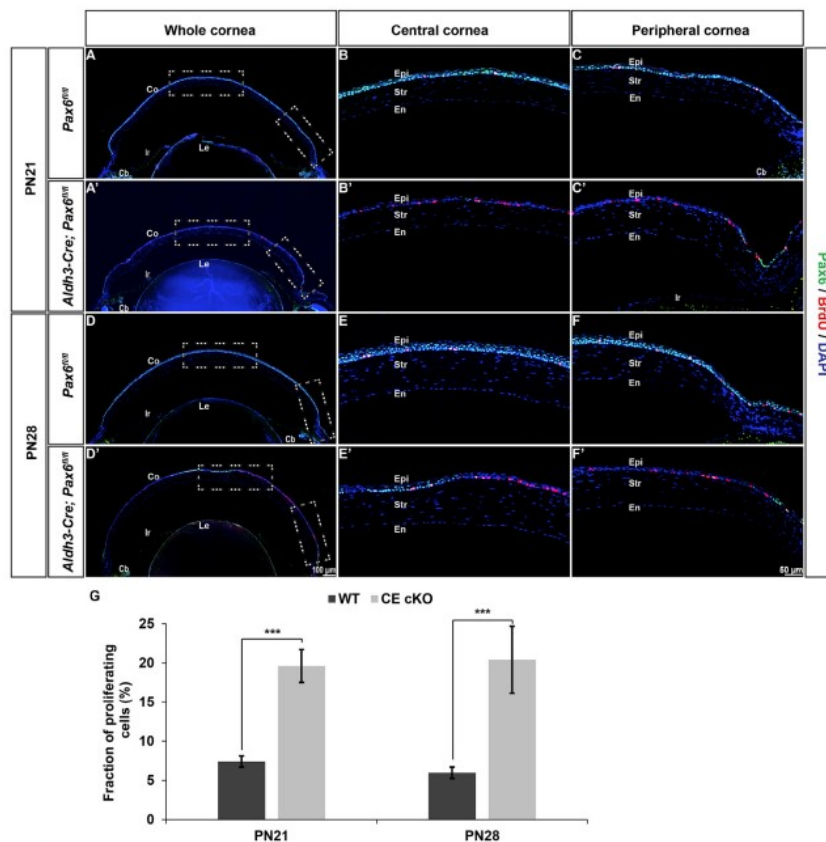 Whole cornea Central cornea Peripheral cornea
PN21
Pax6fl/fl
A Co Ir Le Cb
B Epi Str En
C Epi Str En Cb
Aldh3-Cre; Pax6fl/fl
A' Co Ir Le Cb
B' Epi Str En
C' Epi Str En Ir
PN28
Pax6fl/fl
D Co Ir Le Cb
E Epi Str En
F Epi Str En
Aldh3-Cre; Pax6fl/fl
D' Co Ir Le Cb 100 µm
E' Epi Str En
F' Epi Str En 50 µm
Pax6 / BrdU / DAPI
G
WT CE cKO
Fraction of proliferating
cells (%)
25
20
15
10
5
0
*** ***
PN21 PN28